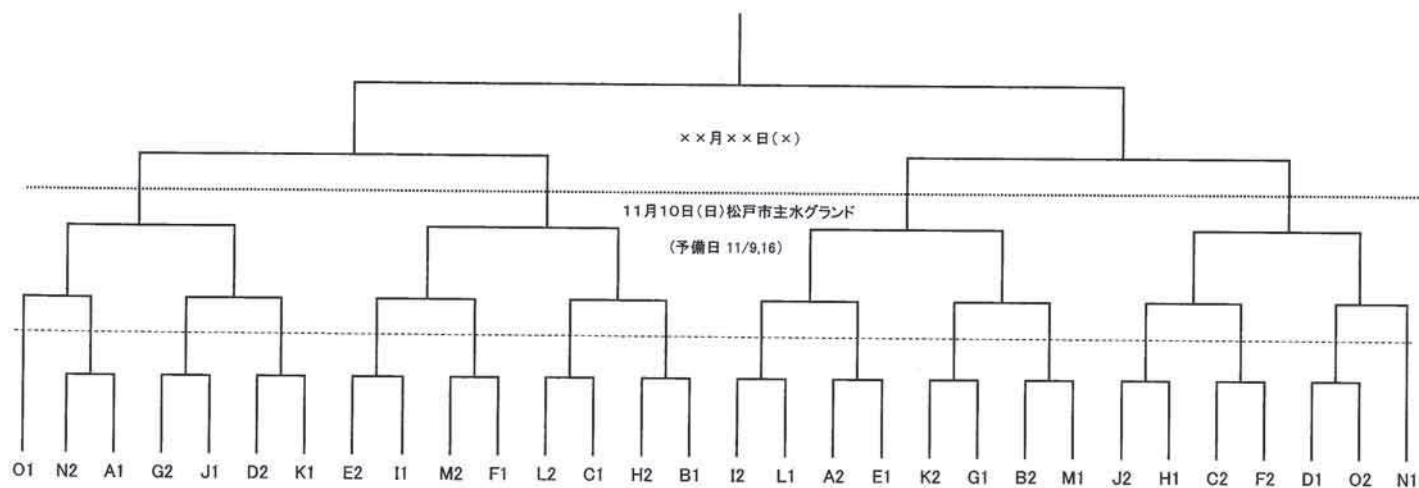 ××月××日(×)
11月10日(日)松戸市主水グランド
(予備日 11/9,16)
O1 N2 A1 G2 J1 D2 K1 E2 I1 M2 F1 L2 C1 H2 B1 I2 L1 A2 E1 K2 G1 B2 M1 J2 H1 C2 F2 D1 O2 N1